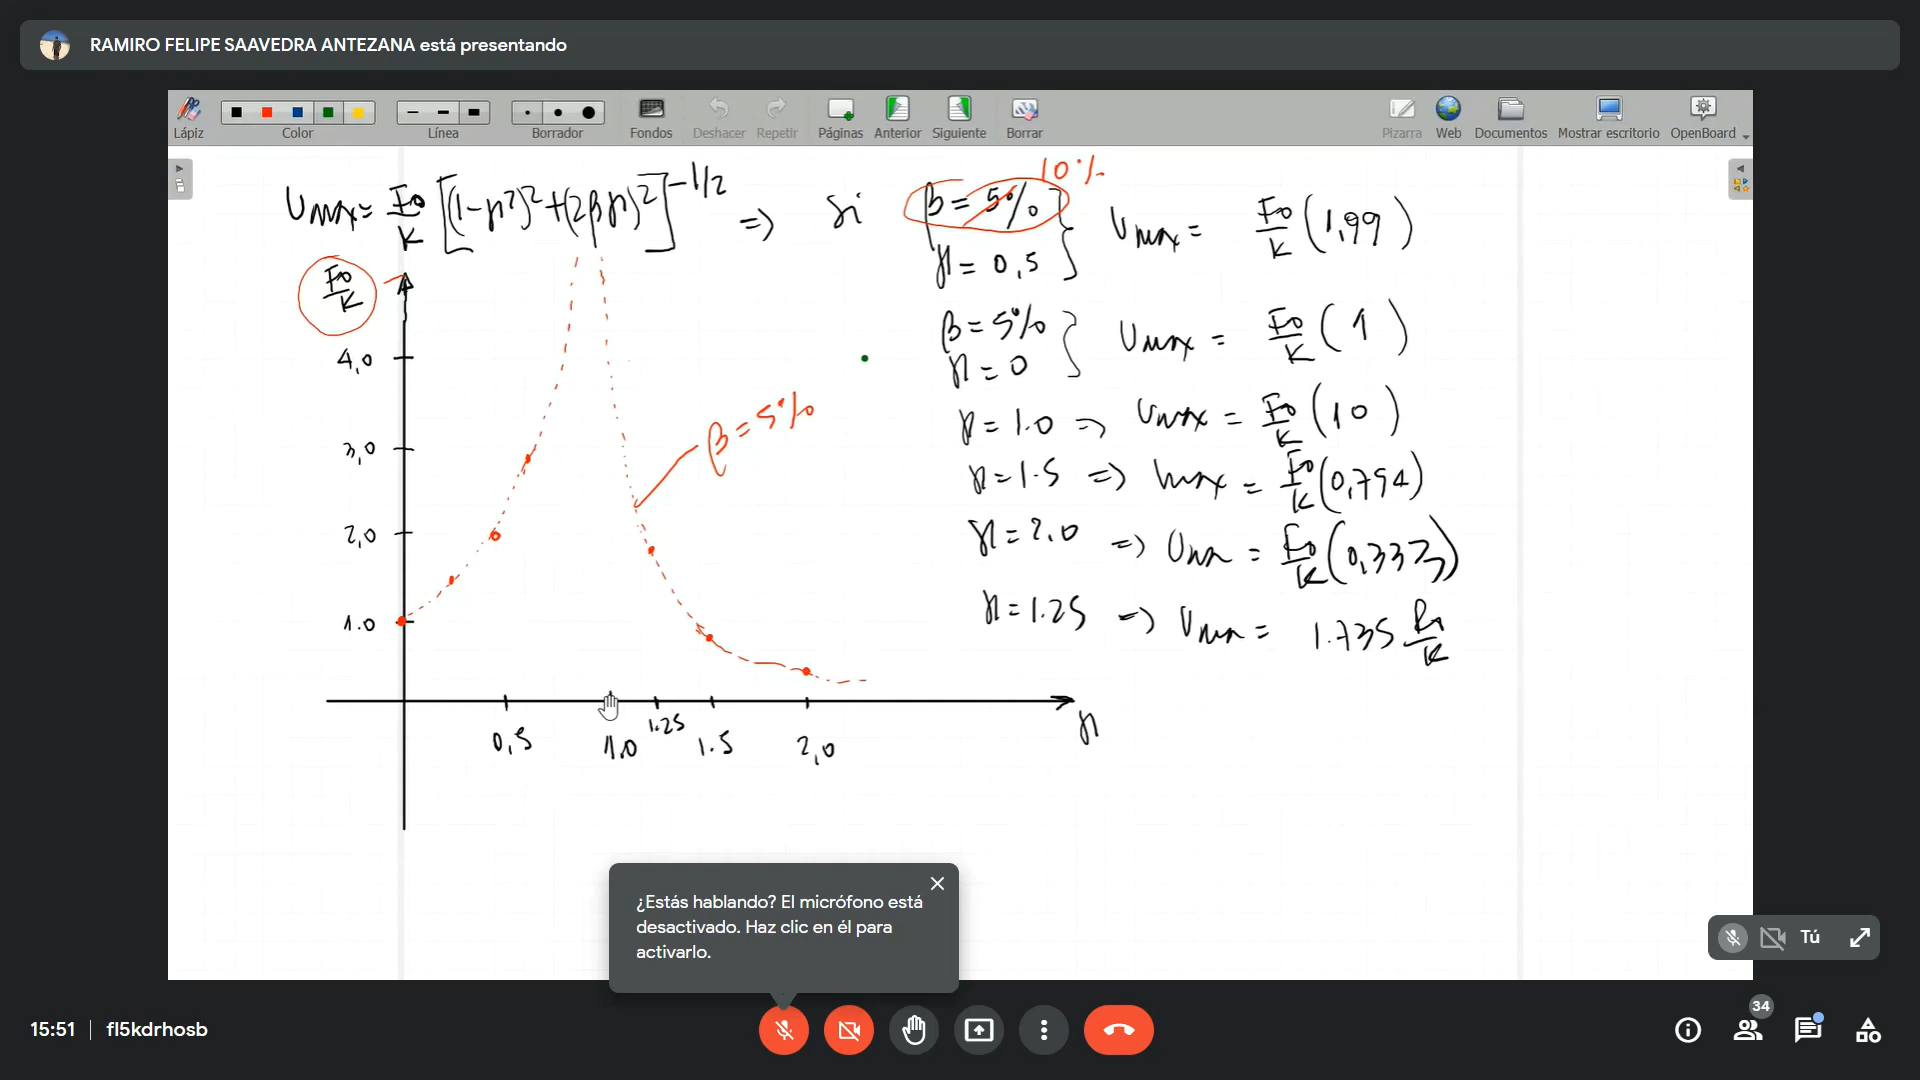 RAMIRO FELIPE SAAVEDRA ANTEZANA está presentando
Lápiz
Color
Línea
Borrador
Fondos
Deshacer
Repetir
Páginas
Anterior
Siguiente
Borrar
Pizarra
Web
Documentos
Mostrar escritorio
OpenBoard
Umax = Fo/K [(1-r²)² + (2βr)²]^-1/2 => si
β = 5%
10%
r = 0,5
Umax = Fo/K (1,99)
β = 5%
r = 0
Umax = Fo/K (1)
r = 1.0 => Umax = Fo/K (10)
r = 1.5 => Umax = Fo/K (0,794)
r = 2.0 => Umax = Fo/K (0,333)
r = 1.25 => Umax = 1.735 Fo/K
Fo/K
4,0
3,0
2,0
1.0
β = 5%
0,5
1.0
1.25
1.5
2,0
r
¿Estás hablando? El micrófono está
desactivado. Haz clic en él para
activarlo.
Tú
15:51 | fl5kdrhosb
34